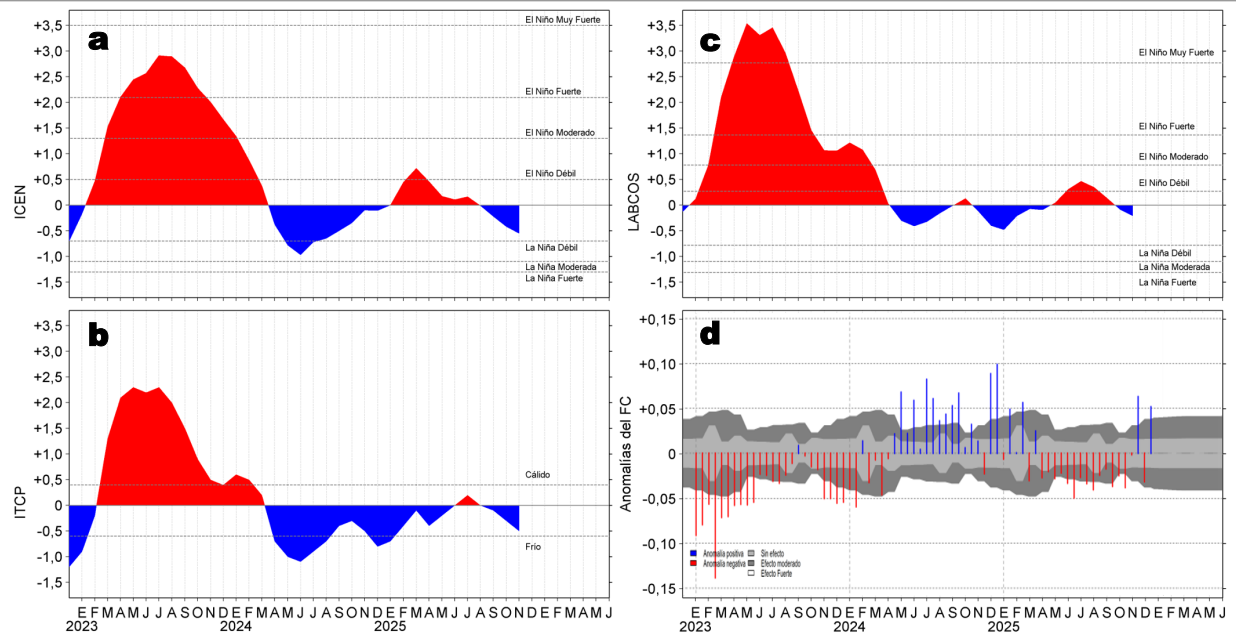 a
+3,5
+3,0
+2,5
+2,0
+1,5
+1,0
+0,5
0
-0,5
-1,0
-1,5
ICEN
El Niño Muy Fuerte
El Niño Fuerte
El Niño Moderado
El Niño Débil
La Niña Débil
La Niña Moderada
La Niña Fuerte
c
+3,5
+3,0
+2,5
+2,0
+1,5
+1,0
+0,5
0
-0,5
-1,0
-1,5
LABCOS
El Niño Muy Fuerte
El Niño Fuerte
El Niño Moderado
El Niño Débil
La Niña Débil
La Niña Moderada
La Niña Fuerte
b
+3,5
+3,0
+2,5
+2,0
+1,5
+1,0
+0,5
0
-0,5
-1,0
-1,5
ITCP
Cálido
Frío
E F M A M J J A S O N D E F M A M J J A S O N D E F M A M J J A S O N D E F M A M J
2023 2024 2025
d
+0,15
+0,10
+0,05
0
-0,05
-0,10
-0,15
Anomalías del FC
Anomalía positiva
Anomalía negativa
Sin efecto
Efecto moderado
Efecto Fuerte
E F M A M J J A S O N D E F M A M J J A S O N D E F M A M J J A S O N D E F M A M J
2023 2024 2025